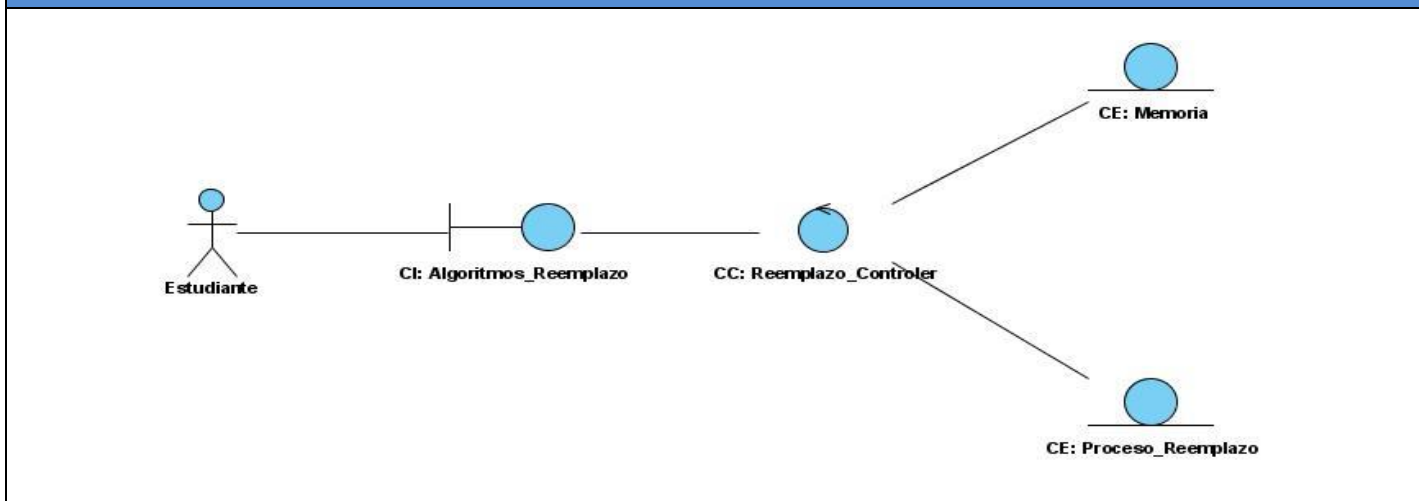 CE: Memoria
Estudiante
CI: Algoritmos_Reemplazo
CC: Reemplazo_Controler
CE: Proceso_Reemplazo